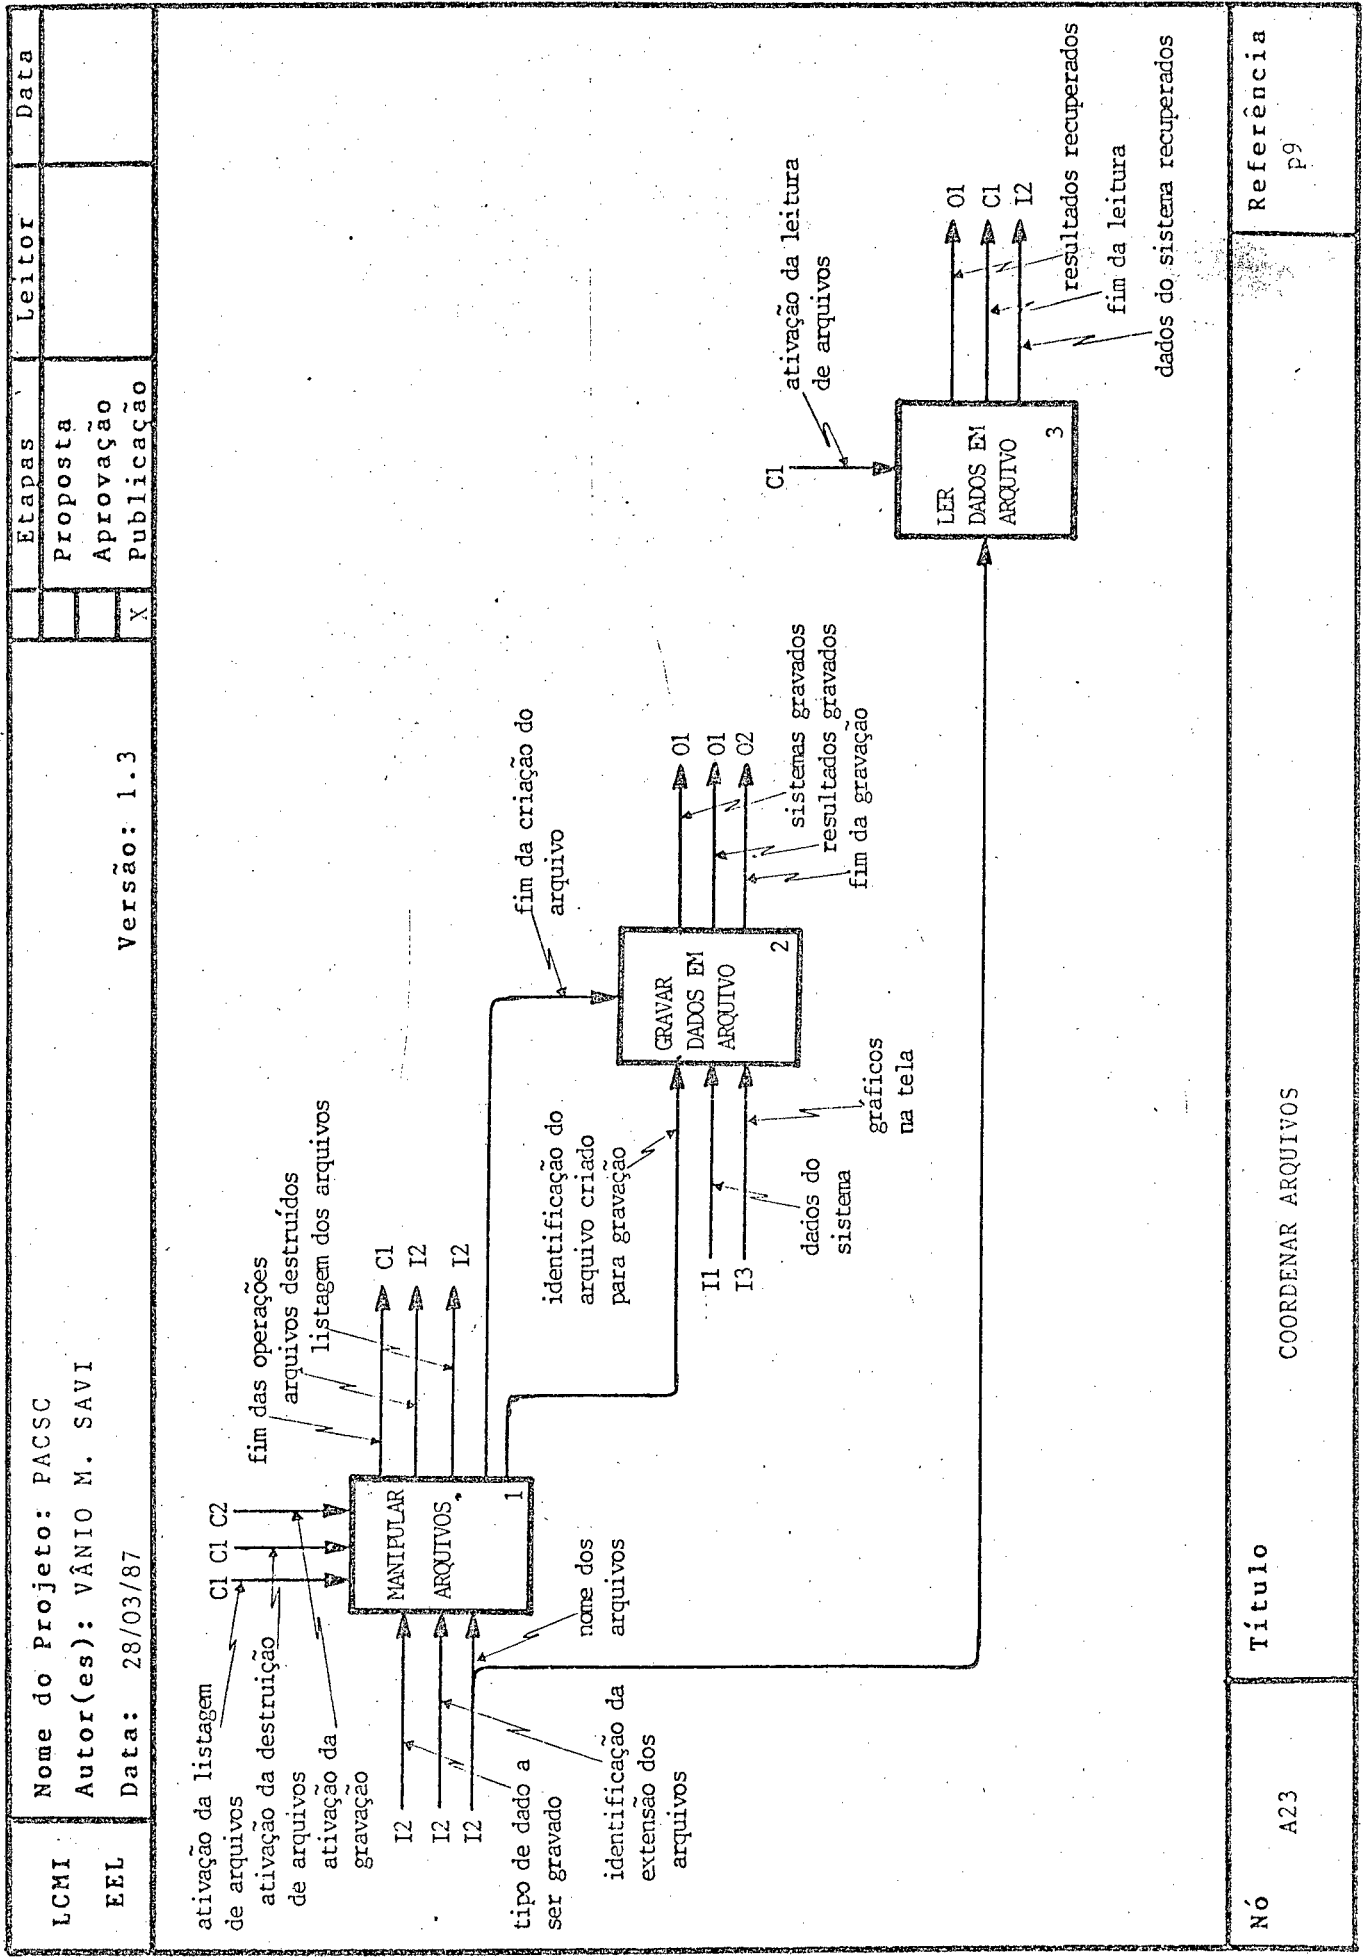 LCMI
EEL
Nome do Projeto: PACSC
Autor(es): VÂNIO M. SAVI
Data: 28/03/87
Versão: 1.3
Etapas
Leitor
Data
Proposta
Aprovação
X
Publicação
ativação da listagem
de arquivos
ativação da destruição
de arquivos
ativação da
gravação
C1
C1
C2
I2
I2
I2
tipo de dado a
ser gravado
identificação da
extensão dos
arquivos
nome dos
arquivos
MANIPULAR
ARQUIVOS
1
fim das operações
arquivos destruídos
listagem dos arquivos
C1
I2
I2
fim da criação do
arquivo
identificação do
arquivo criado
para gravação
I1
I3
dados do
sistema
gráficos
na tela
GRAVAR
DADOS EM
ARQUIVO
2
O1
O1
O2
sistemas gravados
resultados gravados
fim da gravação
C1
ativação da leitura
de arquivos
LER
DADOS EM
ARQUIVO
3
O1
C1
I2
resultados recuperados
fim da leitura
dados do sistema recuperados
Nó
A23
Título
COORDENAR ARQUIVOS
Referência
p9